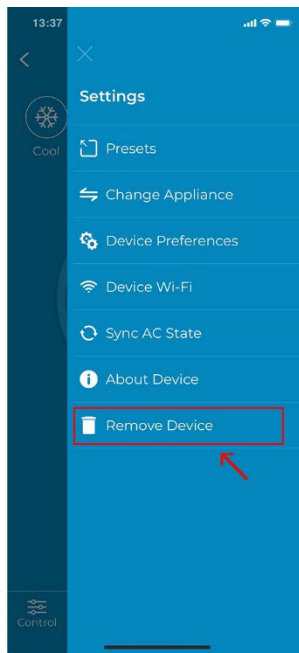 13:37
Settings
Cool
Presets
Change Appliance
Device Preferences
Device Wi-Fi
Sync AC State
About Device
Remove Device
Control